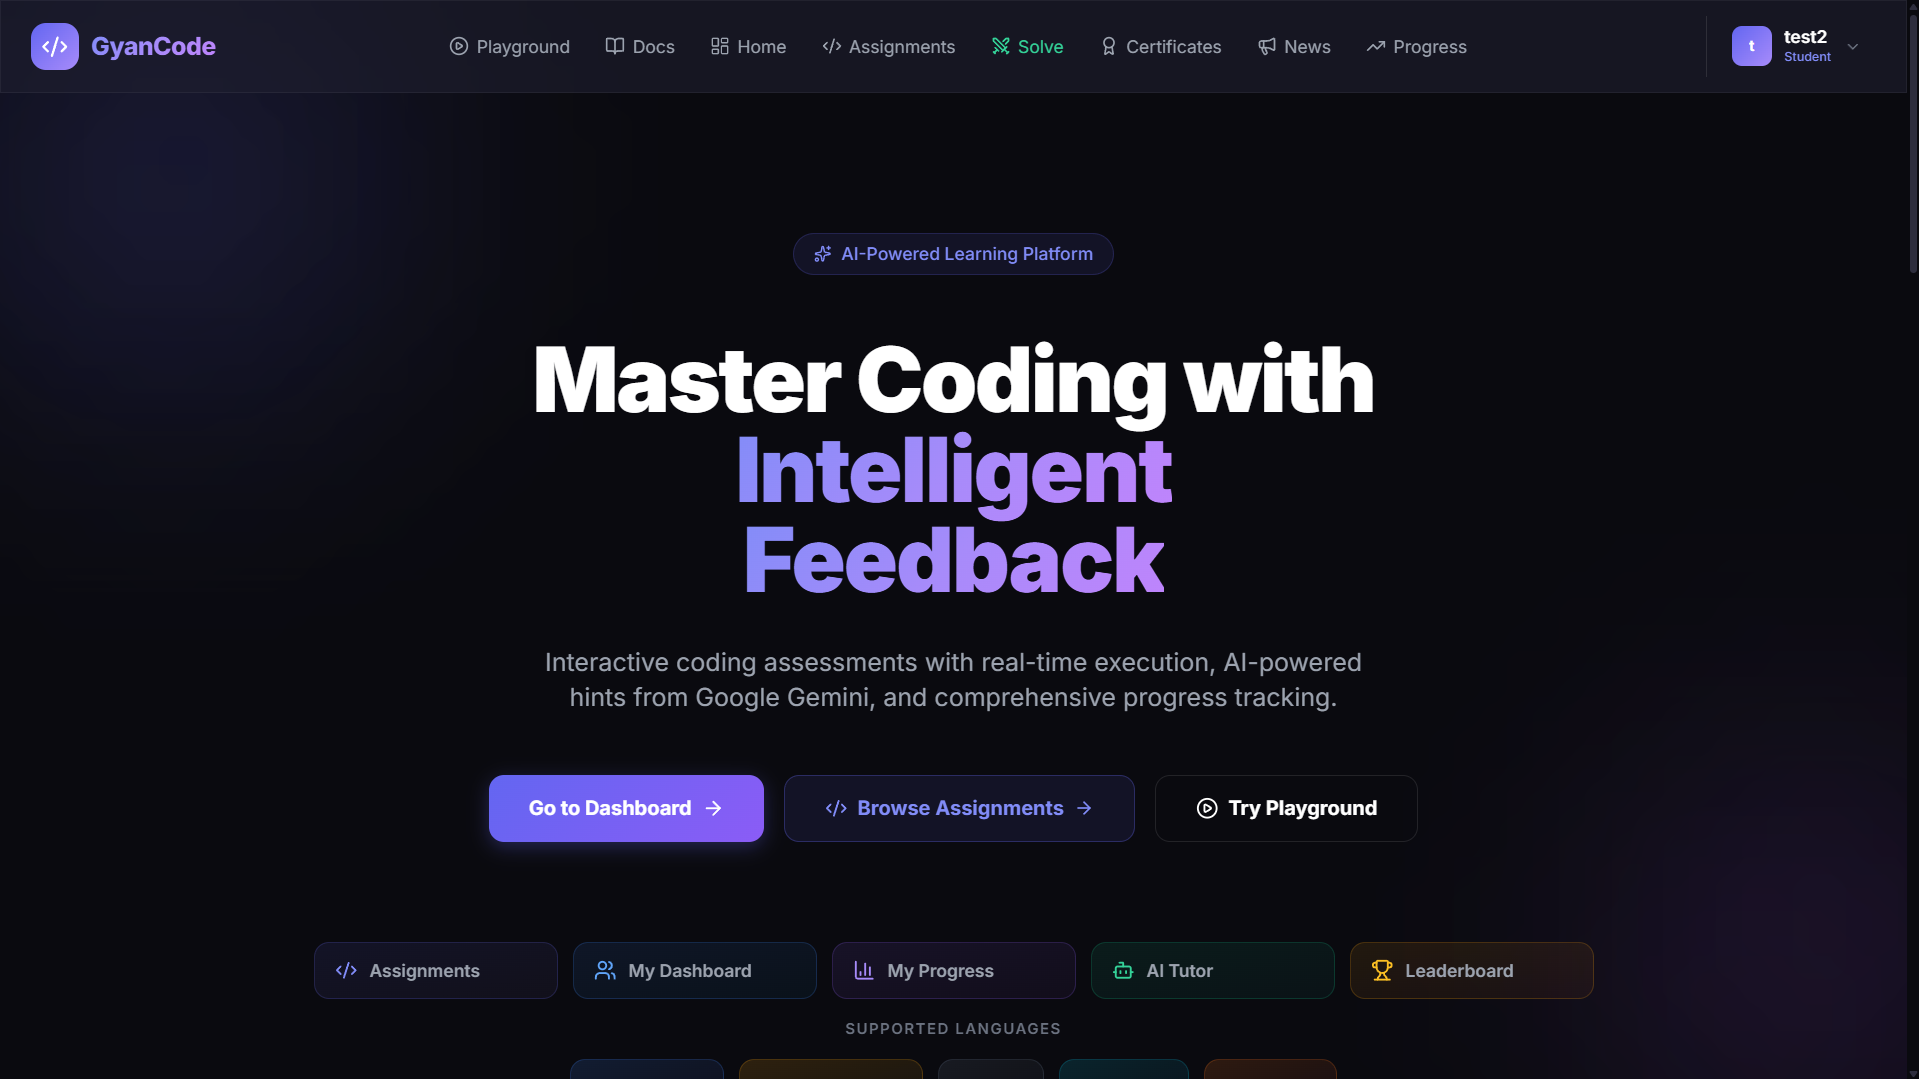 GyanCode
Playground
Docs
Home
Assignments
Solve
Certificates
News
Progress
t
test2
Student
AI-Powered Learning Platform
Master Coding with
Intelligent
Feedback
Interactive coding assessments with real-time execution, AI-powered
hints from Google Gemini, and comprehensive progress tracking.
Go to Dashboard
Browse Assignments
Try Playground
Assignments
My Dashboard
My Progress
AI Tutor
Leaderboard
SUPPORTED LANGUAGES